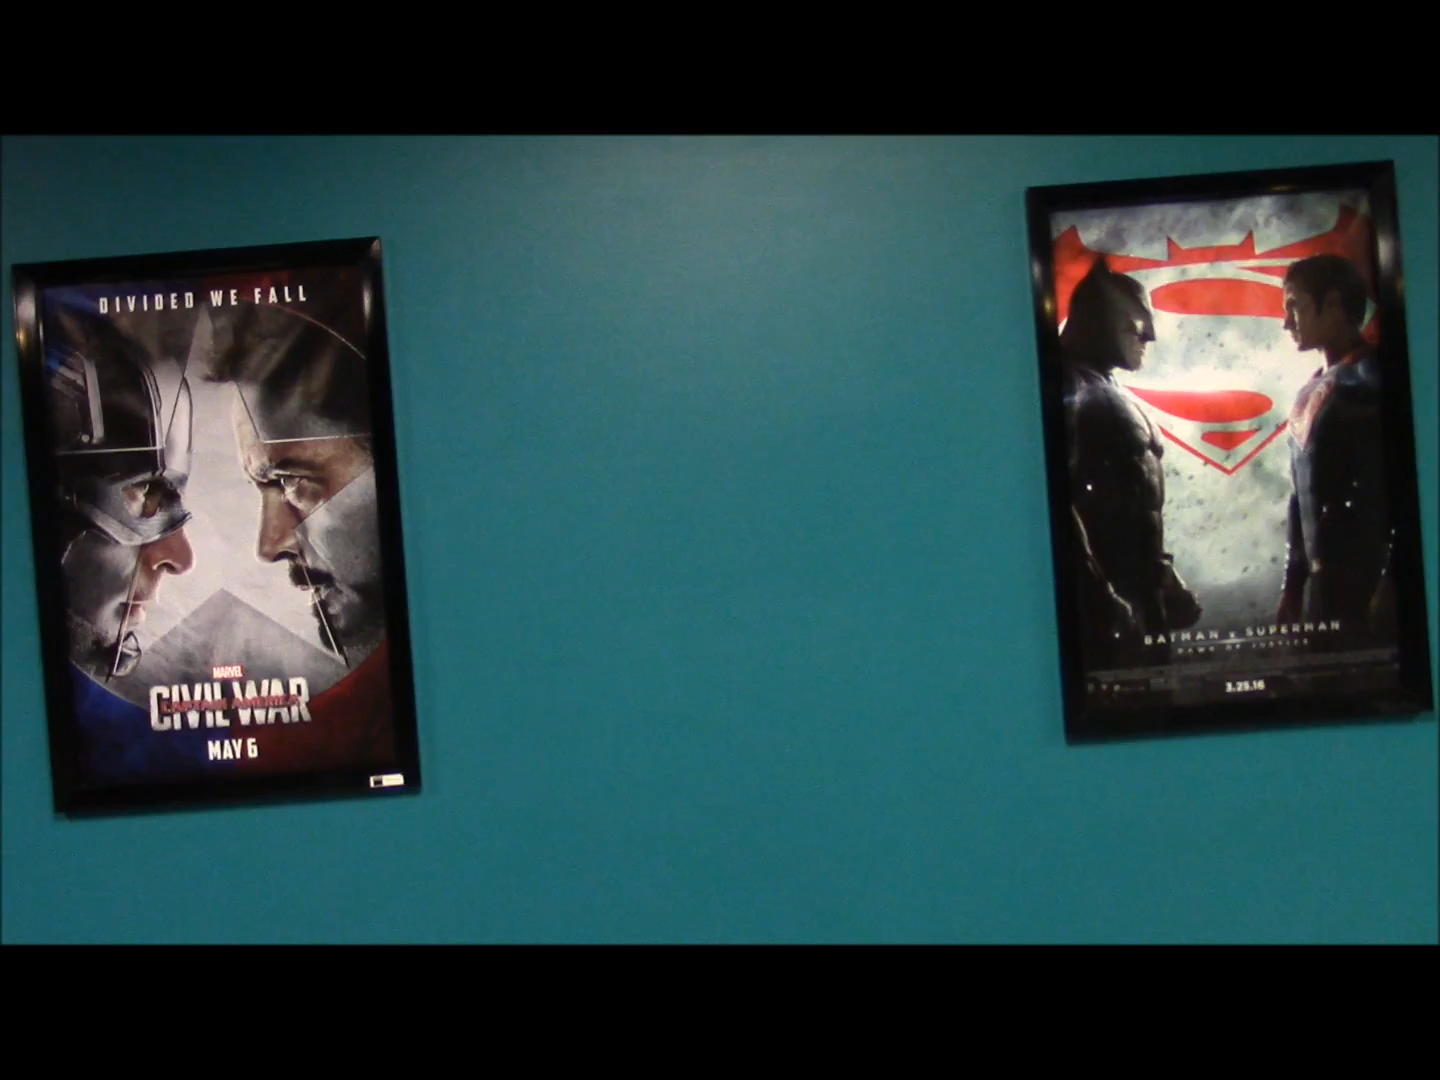 DIVIDED WE FALL
MARVEL
CIVIL WAR
CAPTAIN AMERICA
MAY 6
BATMAN v SUPERMAN
DAWN OF JUSTICE
3.25.16